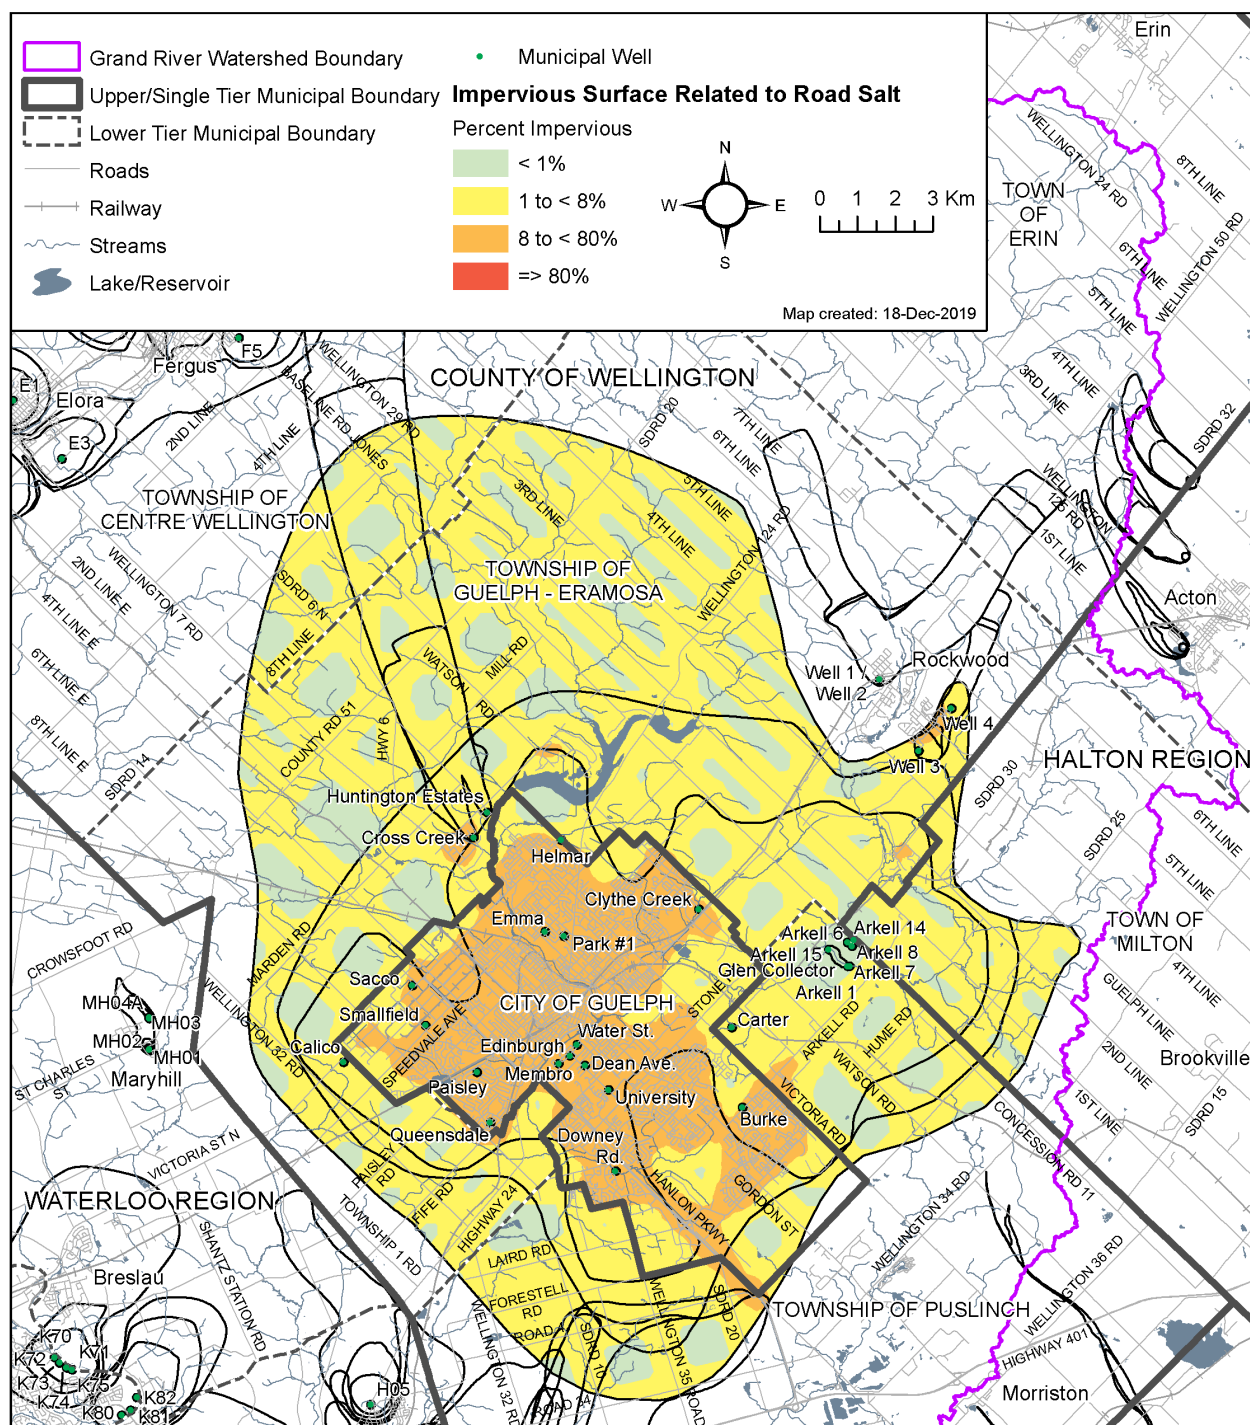 Grand River Watershed Boundary
Upper/Single Tier Municipal Boundary
Lower Tier Municipal Boundary
Roads
Railway
Streams
Lake/Reservoir
Municipal Well
Impervious Surface Related to Road Salt
Percent Impervious
< 1%
1 to < 8%
8 to < 80%
=> 80%
N
W
E
S
0 1 2 3 Km
Map created: 18-Dec-2019
Erin
WELLINGTON 24 RD
8TH LINE
TOWN
OF
ERIN
6TH LINE
WELLINGTON 50 RD
5TH LINE
4TH LINE
3RD LINE
SDRD 32
F5
Fergus
E1
Elora
E3
2ND LINE
WELLINGTON 29 RD
BASELINE RD JONES
4TH LINE
COUNTY OF WELLINGTON
SDRD 20
7TH LINE
6TH LINE
5TH LINE
4TH LINE
3RD LINE
WELLINGTON 124 RD
WELLINGTON
125 RD
1ST LINE
TOWNSHIP OF
CENTRE WELLINGTON
WELLINGTON 7 RD
2ND LINE E
4TH LINE E
6TH LINE E
8TH LINE E
SDRD 14
SDRD 6 N
8TH LINE
TOWNSHIP OF
GUELPH - ERAMOSA
MILL RD
WATSON
RD
COUNTY RD 51
HWY 6
Acton
Rockwood
Well 1
Well 2
Well 4
Well 3
HALTON REGION
SDRD 30
SDRD 25
6TH LINE
5TH LINE
TOWN OF
MILTON
4TH LINE
GUELPH LINE
2ND LINE
Brookville
1ST LINE
SDRD 15
Huntington Estates
Cross Creek
Helmar
Clythe Creek
Emma
Park #1
Arkell 6
Arkell 14
Arkell 15
Arkell 8
Glen Collector
Arkell 7
Arkell 1
Sacco
CITY OF GUELPH
STONE
Smallfield
Water St.
Carter
ARKELL RD
HUME RD
Calico
SPEEDVALE AVE
Edinburgh
Membro
Dean Ave.
WATSON RD
Paisley
University
Burke
VICTORIA RD
Queensdale
Downey
Rd.
CONCESSION RD 11
MARDEN RD
WELLINGTON 32 RD
CROWSFOOT RD
MH04A
MH03
MH02
MH01
Maryhill
ST CHARLES
ST
VICTORIA ST N
WATERLOO REGION
PAISLEY
RD
FIFE RD
HIGHWAY 24
TOWNSHIP 1 RD
SHANTZ STATION RD
HANLON PKWY
GORDON ST
LAIRD RD
FORESTELL
RD
ROAD 4
SDRD 10
WELLINGTON 32 RD
ROAD 34
WELLINGTON 35 ROAD
SDRD 20
WELLINGTON 34 RD
WELLINGTON 36 RD
TOWNSHIP OF PUSLINCH
HIGHWAY 401
Morriston
Breslau
K70
K72
K71
K73
K75
K74
K82
K80
K81
H05